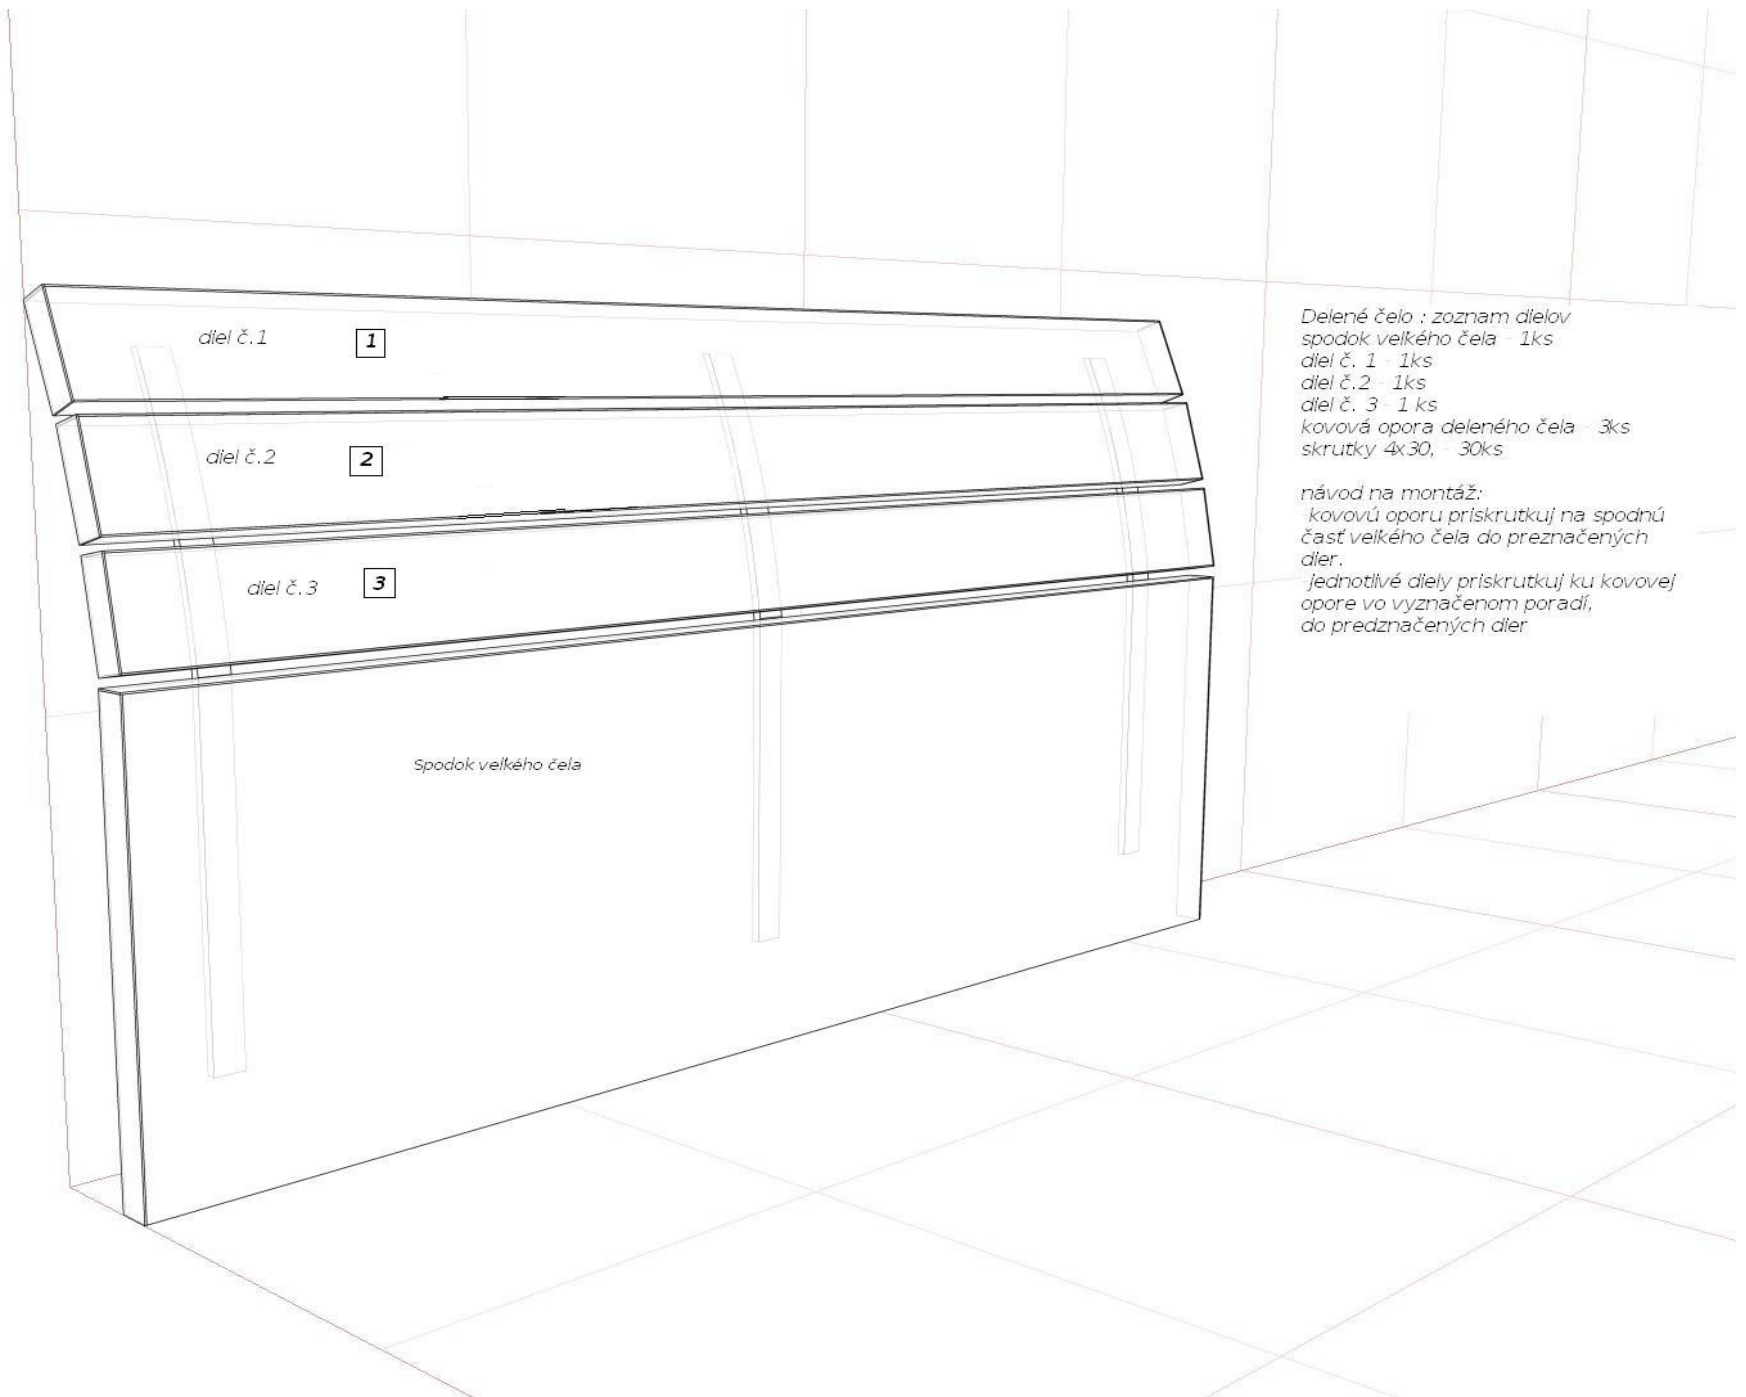 diel č.1
1
diel č.2
2
diel č.3
3
Spodok veľkého čela
Delené čelo : zoznam dielov
spodok veľkého čela - 1ks
diel č. 1 - 1ks
diel č.2 - 1ks
diel č. 3 - 1 ks
kovová opora deleného čela - 3ks
skrutky 4x30, - 30ks
návod na montáž:
-kovovú oporu priskrutkuj na spodnú
časť veľkého čela do preznačených
dier.
-jednotlivé diely priskrutkuj ku kovovej
opore vo vyznačenom poradí,
do predznačených dier